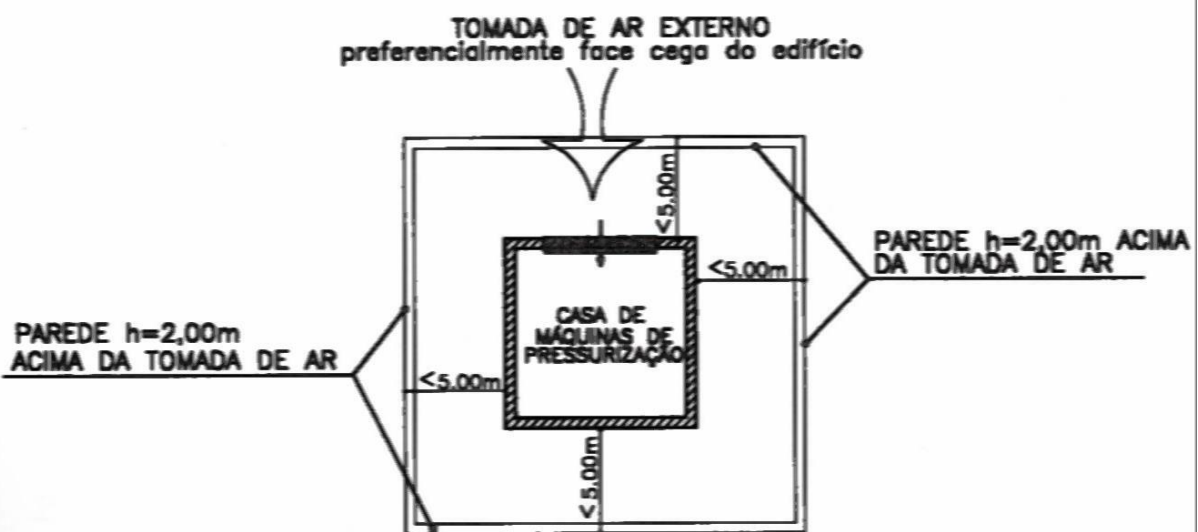 TOMADA DE AR EXTERNO
preferencialmente face cega do edifício
<5.00m
PAREDE h=2,00m ACIMA
DA TOMADA DE AR
<5.00m
CASA DE
MÁQUINAS DE
PRESSURIZAÇÃO
PAREDE h=2,00m
ACIMA DA TOMADA DE AR
<5.00m
<5.00m